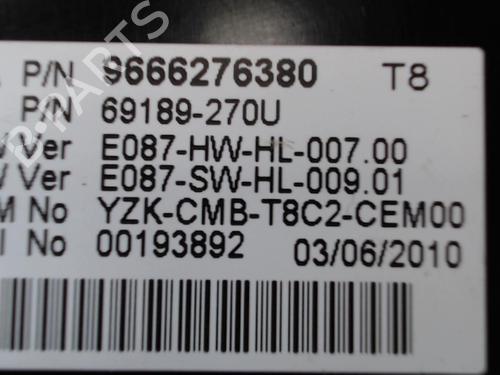 P/N 9666276380 T8
P/N 69189-270U
Ver E087-HW-HL-007.00
Ver E087-SW-HL-009.01
M No YZK-CMB-T8C2-CEM00
No 00193892 03/06/2010
B-PARTS